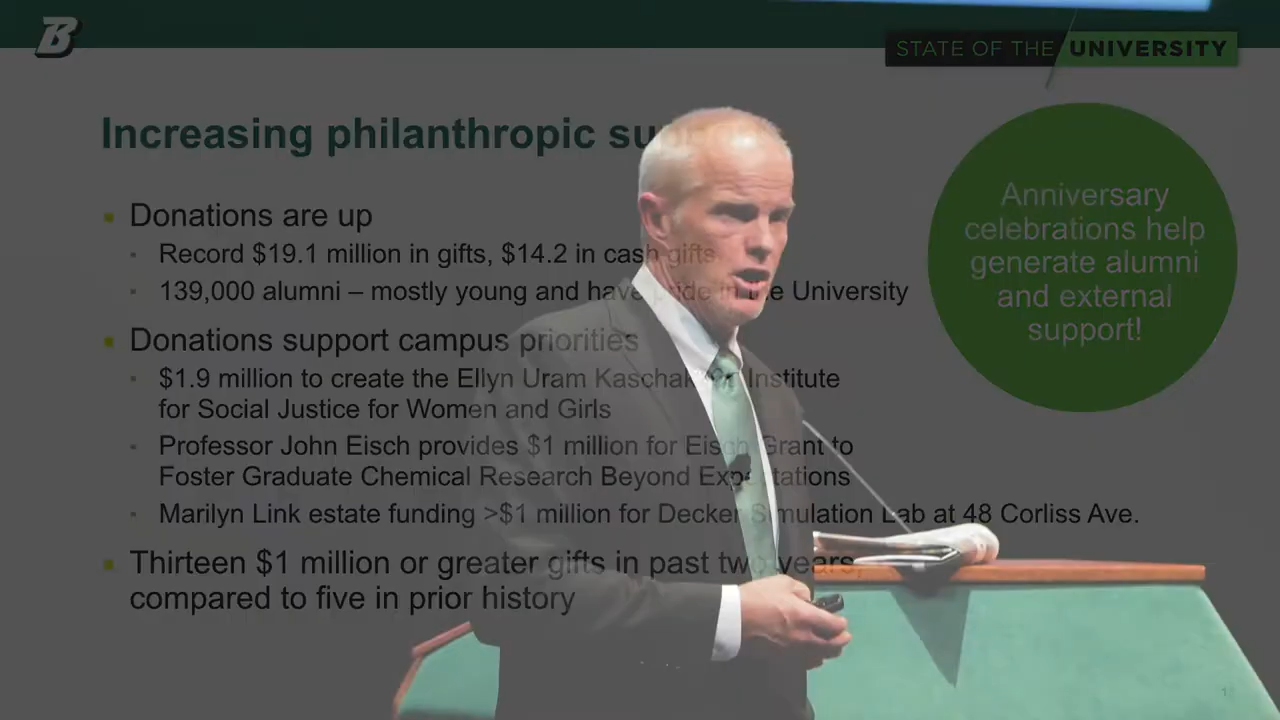 B
STATE OF THE UNIVERSITY
Increasing philanthropic su
Donations are up
Record $19.1 million in gifts, $14.2 in cash gifts
139,000 alumni – mostly young and have pride in the University
Donations support campus priorities
$1.9 million to create the Ellyn Uram Kaschak Institute
for Social Justice for Women and Girls
Professor John Eisch provides $1 million for Eisch Grant to
Foster Graduate Chemical Research Beyond Expectations
Marilyn Link estate funding >$1 million for Decker Simulation Lab at 48 Corliss Ave.
Thirteen $1 million or greater gifts in past two years,
compared to five in prior history
Anniversary
celebrations help
generate alumni
and external
support!